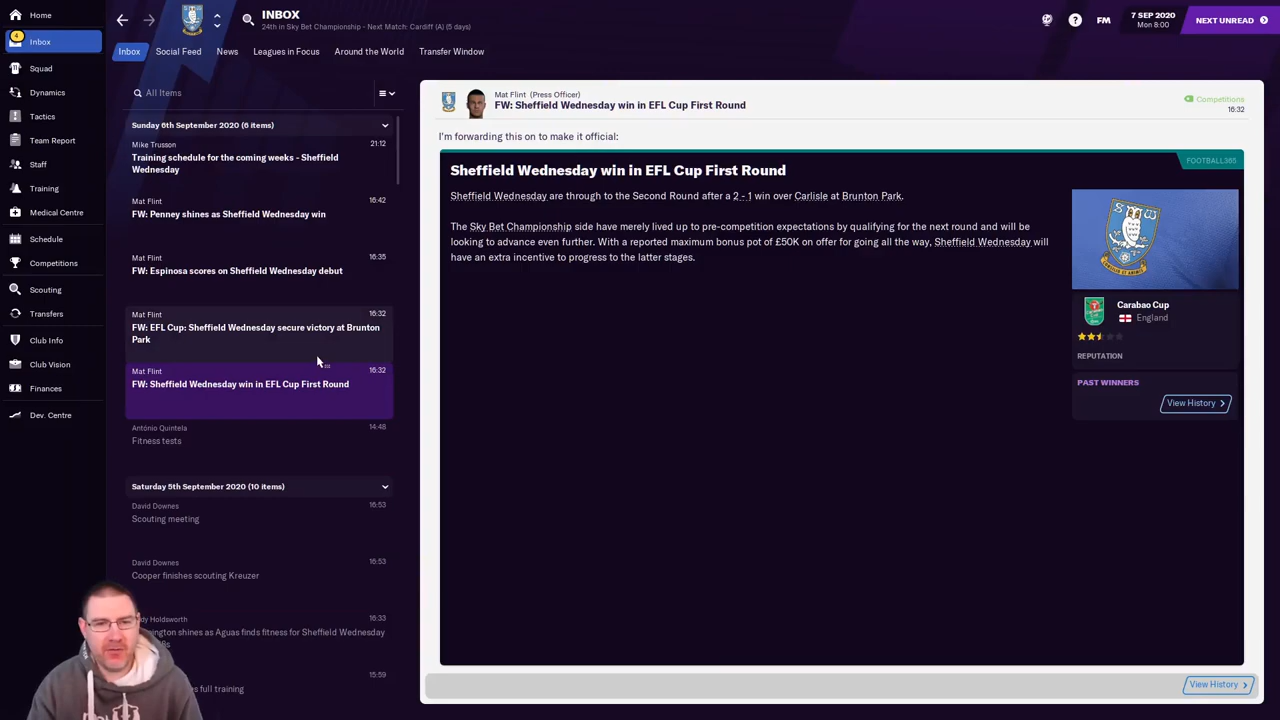 INBOX
24th in Sky Bet Championship - Next Match: Cardiff (A) (5 days)
FM
7 SEP 2020
Mon 8:00
NEXT UNREAD
Home
4
Inbox
Squad
Dynamics
Tactics
Team Report
Staff
Training
Medical Centre
Schedule
Competitions
Scouting
Transfers
Club Info
Club Vision
Finances
Dev. Centre
Inbox
Social Feed
News
Leagues in Focus
Around the World
Transfer Window
All Items
Sunday 6th September 2020 (6 items)
Mike Trusson 21:12
Training schedule for the coming weeks - Sheffield
Wednesday
Mat Flint 16:42
FW: Penney shines as Sheffield Wednesday win
Mat Flint 16:35
FW: Espinosa scores on Sheffield Wednesday debut
Mat Flint 16:32
FW: EFL Cup: Sheffield Wednesday secure victory at Brunton
Park
Mat Flint 16:32
FW: Sheffield Wednesday win in EFL Cup First Round
António Quintela 14:48
Fitness tests
Saturday 5th September 2020 (10 items)
David Downes 16:53
Scouting meeting
David Downes 16:53
Cooper finishes scouting Kreuzer
Holdsworth 16:33
shines as Aguas finds fitness for Sheffield Wednesday
15:59
full training
Mat Flint (Press Officer)
FW: Sheffield Wednesday win in EFL Cup First Round
Competitions
16:32
I'm forwarding this on to make it official:
FOOTBALL365
Sheffield Wednesday win in EFL Cup First Round
Sheffield Wednesday are through to the Second Round after a 2 - 1 win over Carlisle at Brunton Park.
The Sky Bet Championship side have merely lived up to pre-competition expectations by qualifying for the next round and will be
looking to advance even further. With a reported maximum bonus pot of £50K on offer for going all the way, Sheffield Wednesday will
have an extra incentive to progress to the latter stages.
Carabao Cup
England
REPUTATION
PAST WINNERS
View History
View History